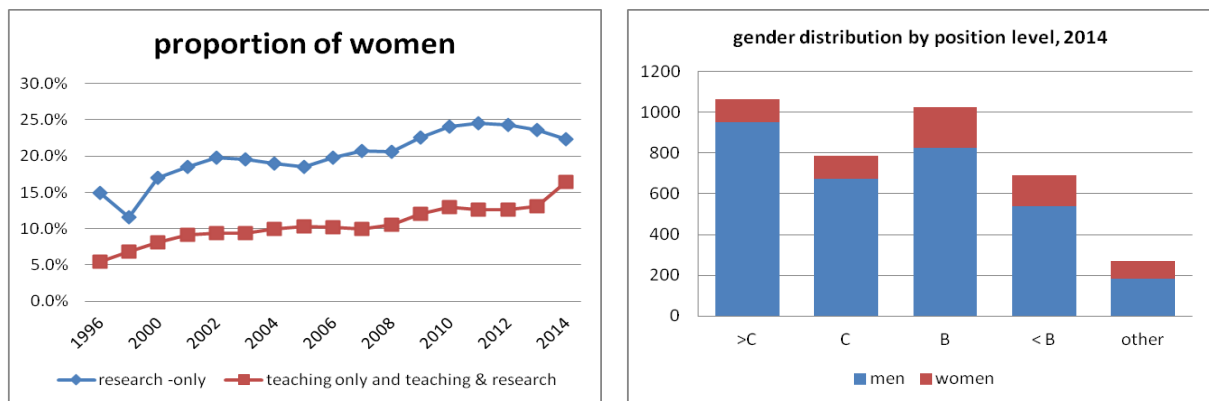 proportion of women
30.0%
25.0%
20.0%
15.0%
10.0%
5.0%
0.0%
1996
2000
2002
2004
2006
2008
2010
2012
2014
research -only
teaching only and teaching & research
gender distribution by position level, 2014
1200
1000
800
600
400
200
0
>C
C
B
< B
other
men
women